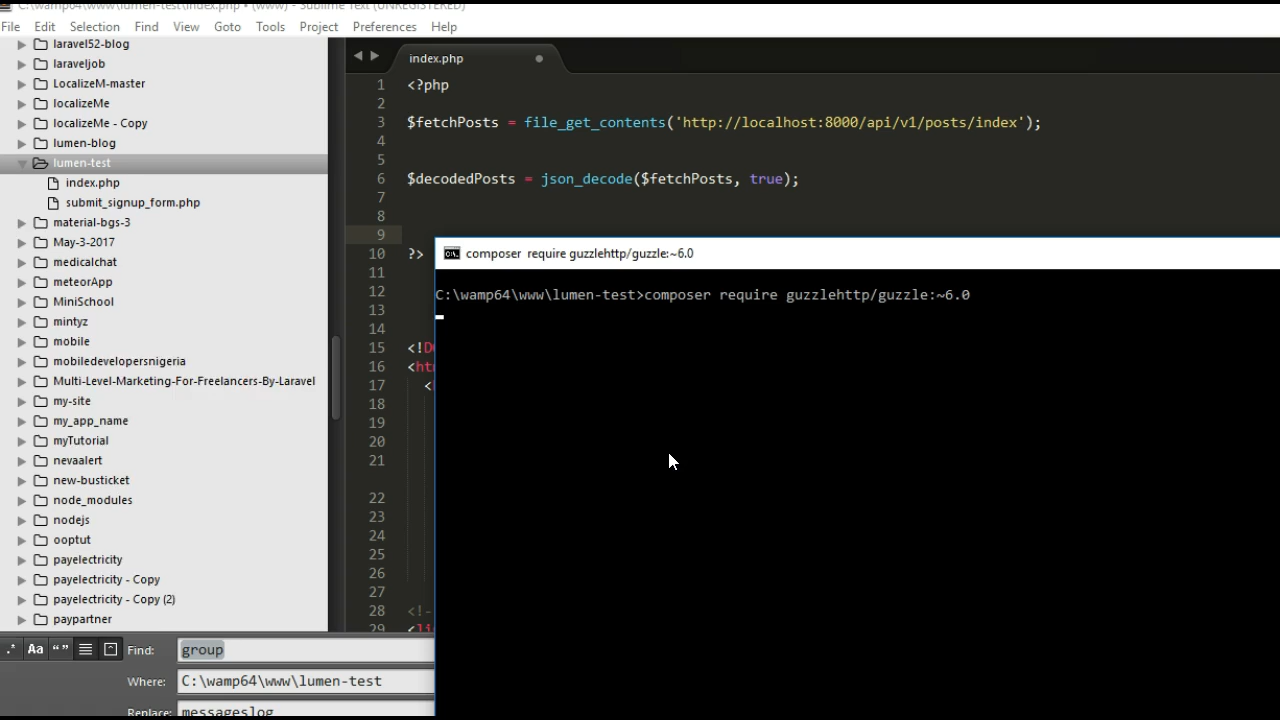 C:\wamp64\www\lumen-test\index.php • (www) - Sublime Text (UNREGISTERED)
File Edit Selection Find View Goto Tools Project Preferences Help
laravel52-blog
laraveljob
LocalizeM-master
localizeMe
localizeMe - Copy
lumen-blog
lumen-test
index.php
submit_signup_form.php
material-bgs-3
May-3-2017
medicalchat
meteorApp
MiniSchool
mintyz
mobile
mobiledevelopersnigeria
Multi-Level-Marketing-For-Freelancers-By-Laravel
my-site
my_app_name
myTutorial
nevaalert
new-busticket
node_modules
nodejs
ooptut
payelectricity
payelectricity - Copy
payelectricity - Copy (2)
paypartner
index.php
1 <?php
2
3 $fetchPosts = file_get_contents('http://localhost:8000/api/v1/posts/index');
4
5
6 $decodedPosts = json_decode($fetchPosts, true);
7
8
9
10 ?>
11
12
13
14
15 <!D
16 <htm
17 <
18
19
20
21
22
23
24
25
26
27
28 <!-
29 <li
composer require guzzlehttp/guzzle:~6.0
C:\wamp64\www\lumen-test>composer require guzzlehttp/guzzle:~6.0
.* Aa “ ” Find: group
Where: C:\wamp64\www\lumen-test
Replace: messageslog